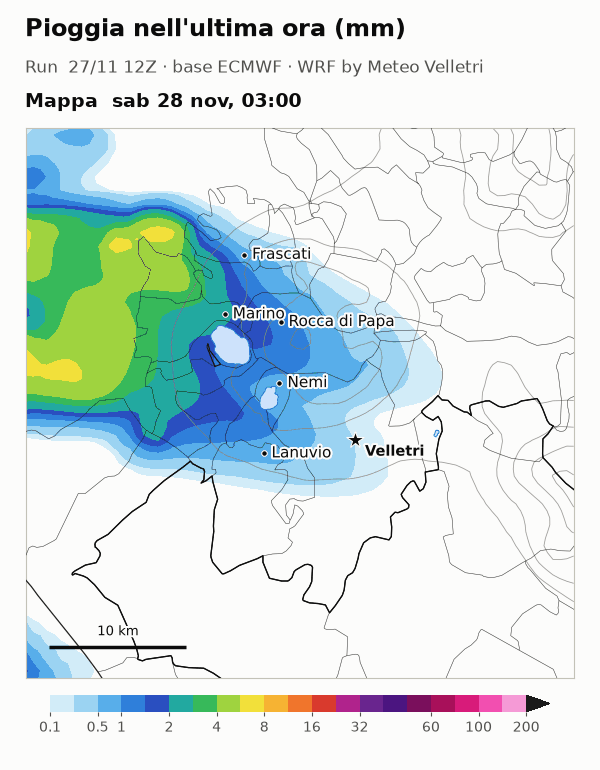 Pioggia nell'ultima ora (mm)
Run  27/11 12Z · base ECMWF · WRF by Meteo Velletri
Mappa  sab 28 nov, 03:00
Frascati
Marino
Rocca di Papa
Nemi
Velletri
Lanuvio
10 km
0.1 0.5 1 2 4 8 16 32 60 100 200